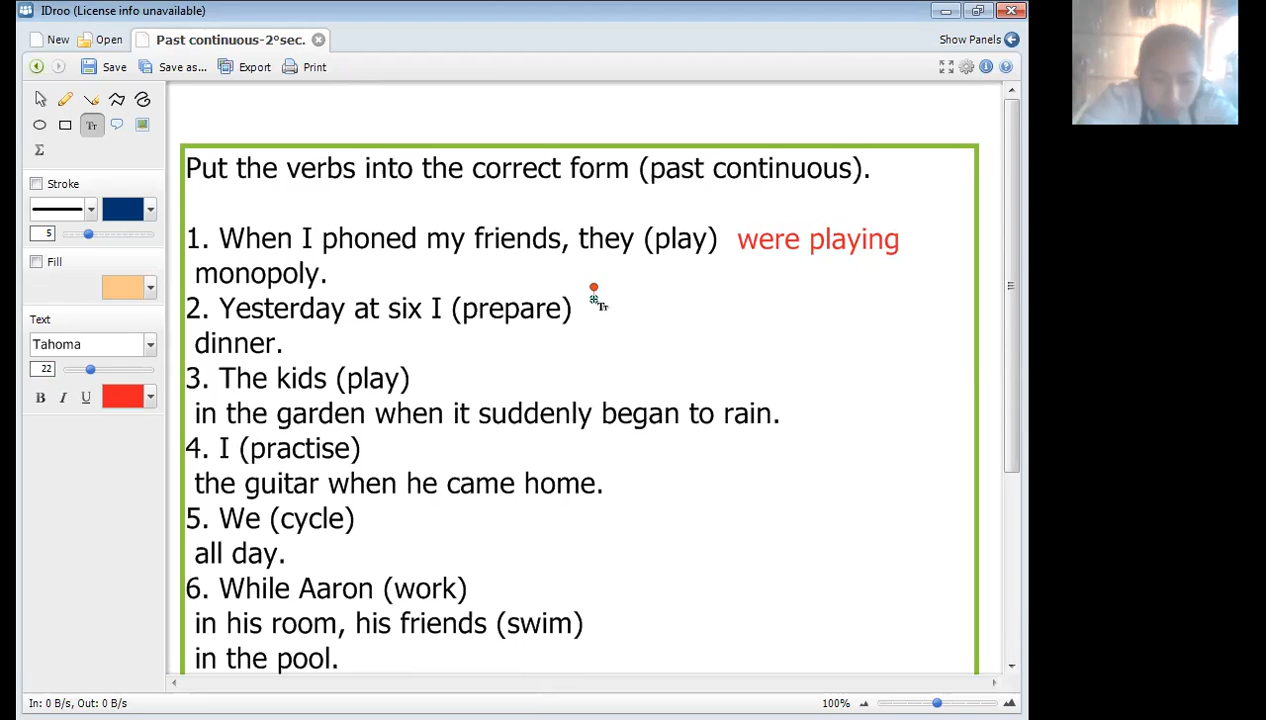 IDroo (License info unavailable)
New Open Past continuous-2°sec. Show Panels
Save Save as... Export Print
Tr
Stroke
5
Fill
Text
Tahoma
22
B I U
Put the verbs into the correct form (past continuous).
1. When I phoned my friends, they (play) were playing
monopoly.
2. Yesterday at six I (prepare)
Tr
dinner.
3. The kids (play)
in the garden when it suddenly began to rain.
4. I (practise)
the guitar when he came home.
5. We (cycle)
all day.
6. While Aaron (work)
in his room, his friends (swim)
in the pool.
In: 0 B/s, Out: 0 B/s 100%